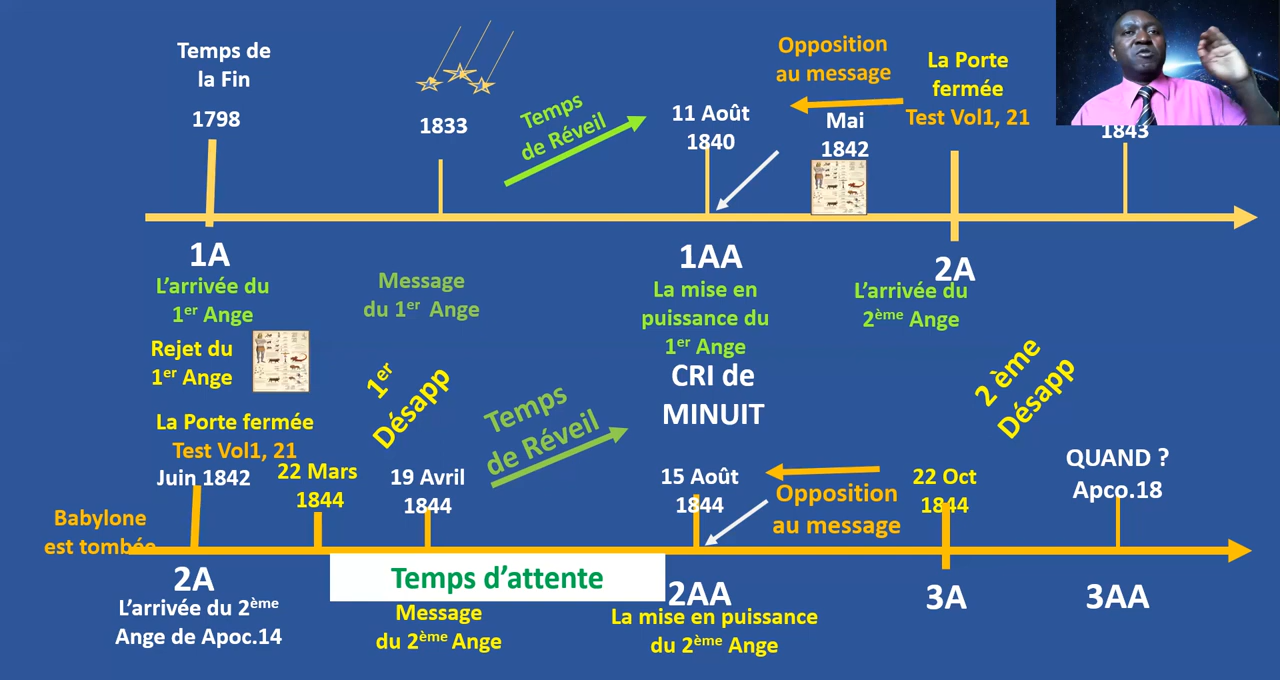 Temps de
la Fin
1798
1833
Temps
de Réveil
11 Août
1840
Opposition
au message
Mai
1842
La Porte
fermée
Test Vol1, 21
1843
1A
L'arrivée du
1er Ange
Rejet du
1er Ange
Message
du 1er Ange
1AA
La mise en
puissance du
1er Ange
2A
L'arrivée du
2ème Ange
1er
Désapp
Temps
de Réveil
CRI de
MINUIT
2 ème
Désapp
La Porte fermée
Test Vol1, 21
Juin 1842
22 Mars
1844
19 Avril
1844
15 Août
1844
Opposition
au message
22 Oct
1844
QUAND ?
Apco.18
Babylone
est tombée
2A
L'arrivée du 2ème
Ange de Apoc.14
Temps d'attente
Message
du 2ème Ange
2AA
La mise en puissance
du 2ème Ange
3A
3AA